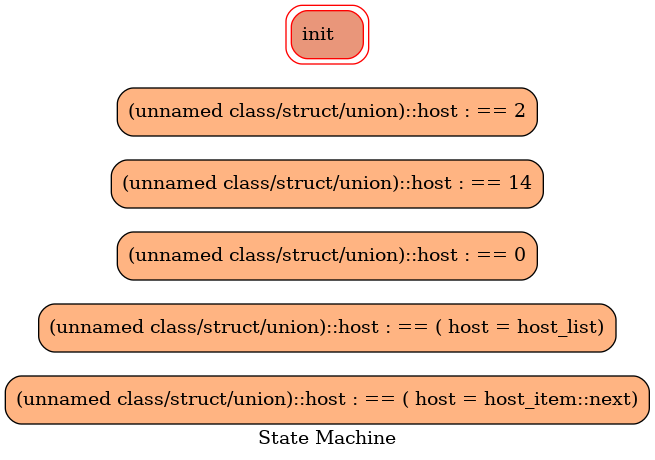 init
(unnamed class/struct/union)::host : == 2
(unnamed class/struct/union)::host : == 14
(unnamed class/struct/union)::host : == 0
(unnamed class/struct/union)::host : == ( host = host_list)
(unnamed class/struct/union)::host : == ( host = host_item::next)
State Machine